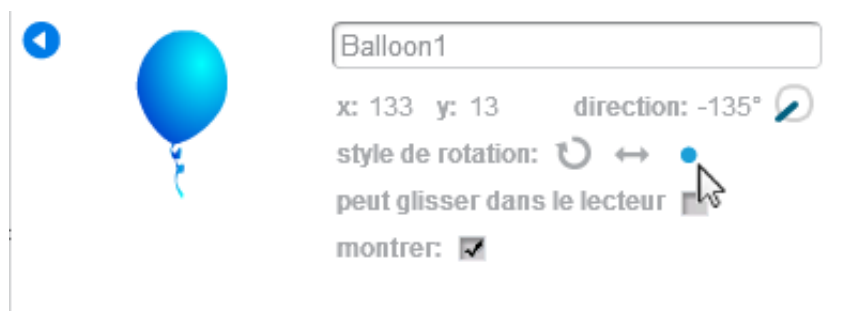 Balloon1
x: 133 y: 13 direction: -135°
style de rotation:
peut glisser dans le lecteur
montrer: